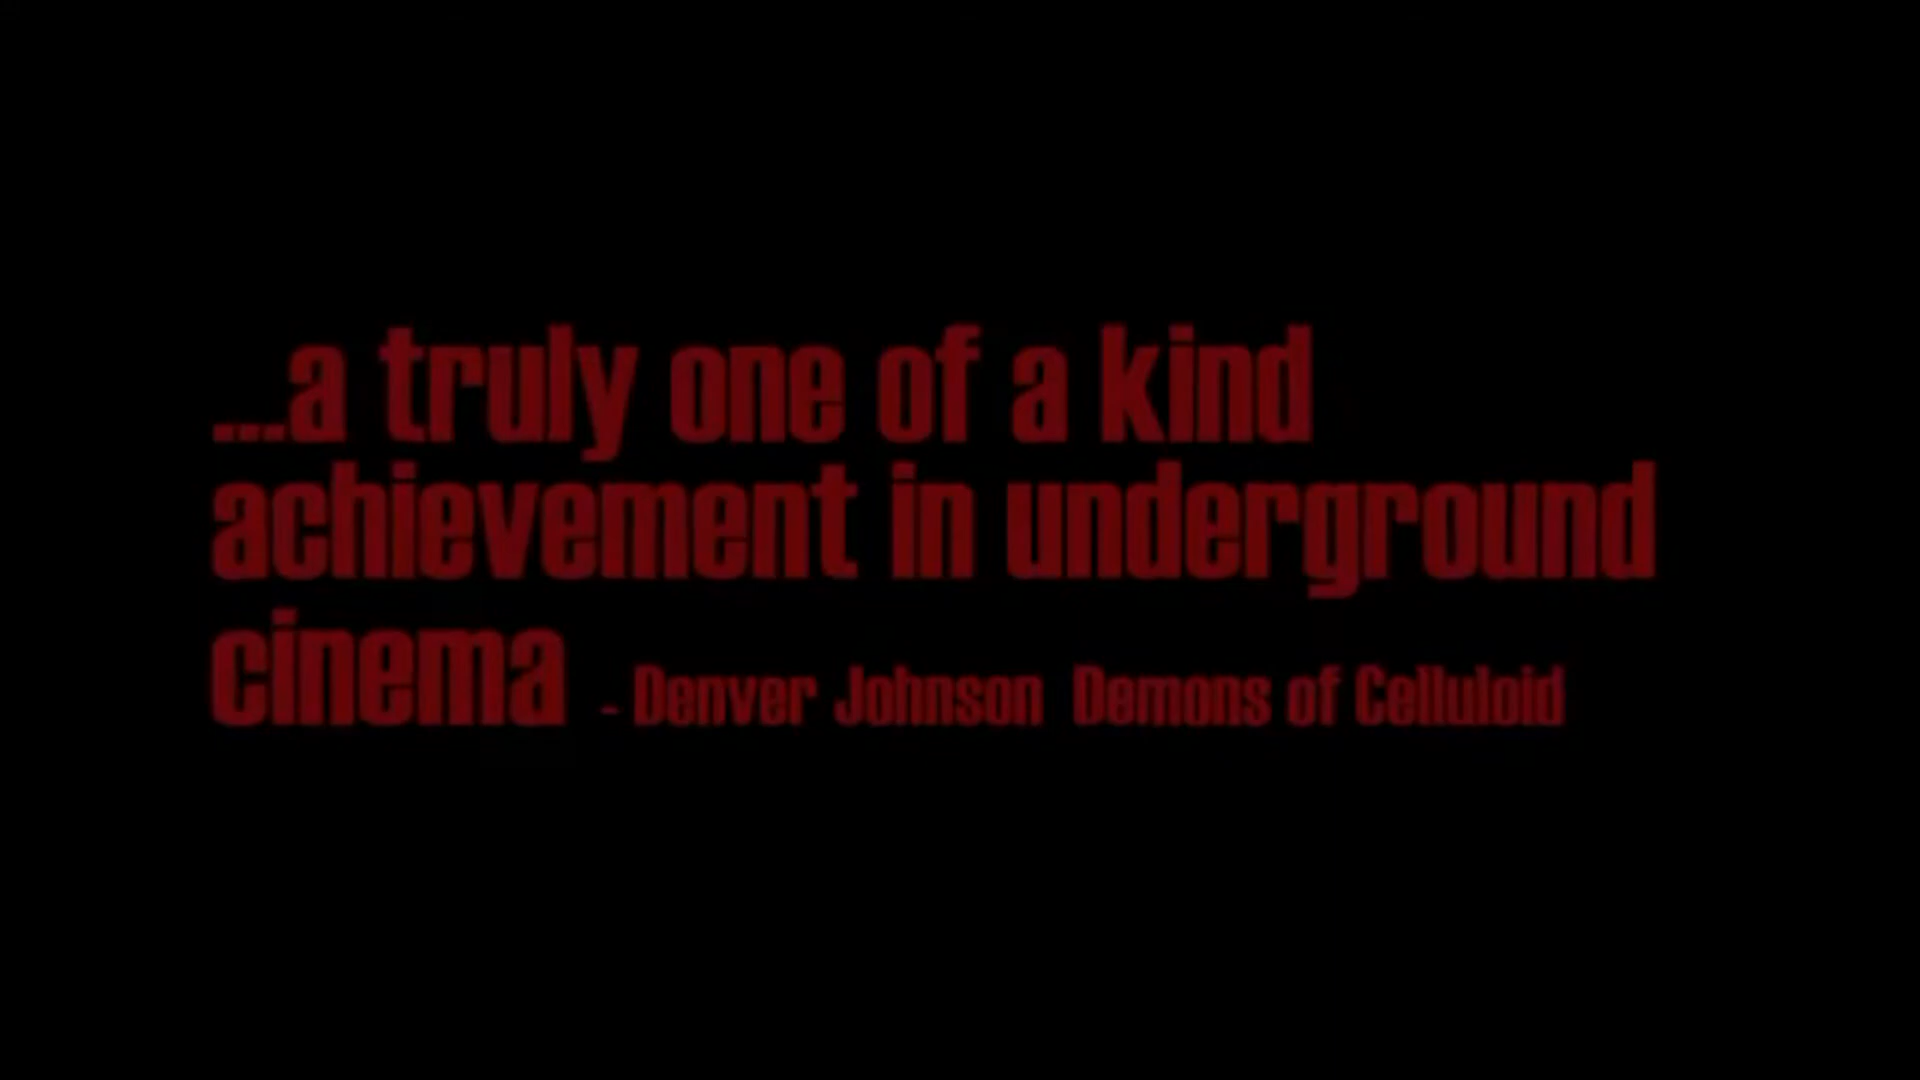 ...a truly one of a kind
achievement in underground
cinema - Denver Johnson Demons of Celluloid